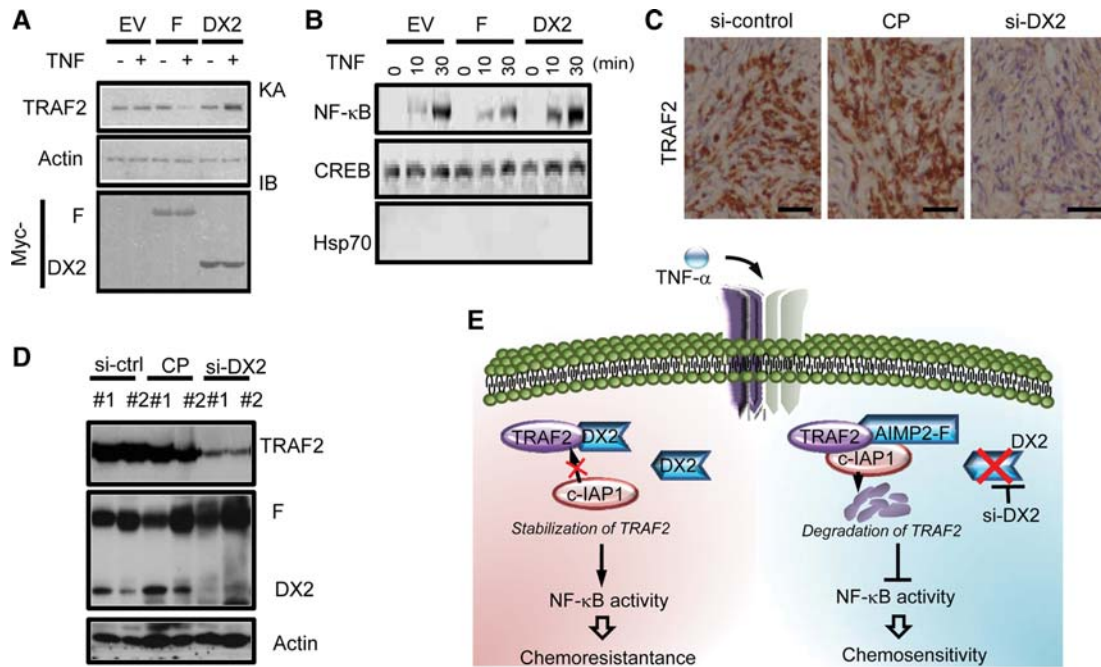 A
EV F DX2
TNF - + - + - + KA
TRAF2
Actin
IB
Myc-
F
DX2
B
EV F DX2
TNF 0 10 30 0 10 30 0 10 30 (min)
NF-κB
CREB
Hsp70
C
si-control CP si-DX2
TRAF2
D
si-ctrl CP si-DX2
#1 #2 #1 #2 #1 #2
TRAF2
F
DX2
Actin
E
TNF-α
TRAF2 DX2
DX2
c-IAP1
Stabilization of TRAF2
NF-κB activity
Chemoresistantance
TRAF2 AIMP2-F
c-IAP1
DX2
si-DX2
Degradation of TRAF2
NF-κB activity
Chemosensitivity